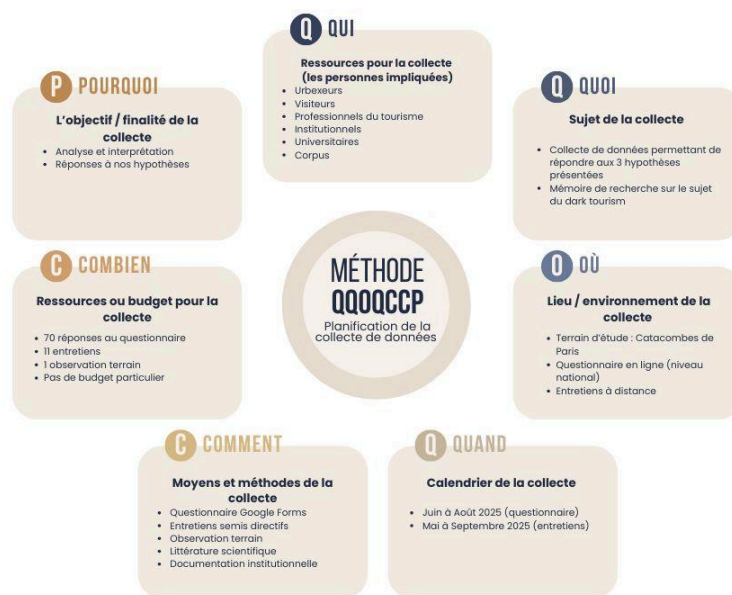 Q QUI
Ressources pour la collecte
(les personnes impliquées)
• Urbexeurs
• Visiteurs
• Professionnels du tourisme
• Institutionnels
• Universitaires
• Corpus
P POURQUOI
L'objectif / finalité de la
collecte
• Analyse et interprétation
• Réponses à nos hypothèses
Q QUOI
Sujet de la collecte
• Collecte de données permettant de
répondre aux 3 hypothèses
présentées
• Mémoire de recherche sur le sujet
du dark tourism
MÉTHODE
QQOQCCP
Planification de la
collecte de données
C COMBIEN
Ressources ou budget pour la
collecte
• 70 réponses au questionnaire
• 11 entretiens
• 1 observation terrain
• Pas de budget particulier
O OÙ
Lieu / environnement de la
collecte
• Terrain d'étude : Catacombes de
Paris
• Questionnaire en ligne (niveau
national)
• Entretiens à distance
C COMMENT
Moyens et méthodes de la
collecte
• Questionnaire Google Forms
• Entretiens semis directifs
• Observation terrain
• Littérature scientifique
• Documentation institutionnelle
Q QUAND
Calendrier de la collecte
• Juin à Août 2025 (questionnaire)
• Mai à Septembre 2025 (entretiens)